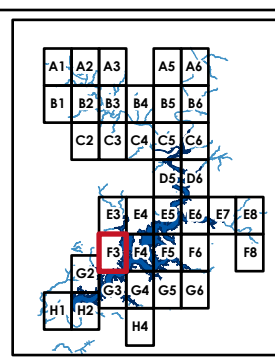 A1 A2 A3 A5 A6
B1 B2 B3 B4 B5 B6
C2 C3 C4 C5 C6
D5 D6
E3 E4 E5 E6 E7 E8
F3 F4 F5 F6 F8
G2
G3 G4 G5 G6
H1 H2
H4